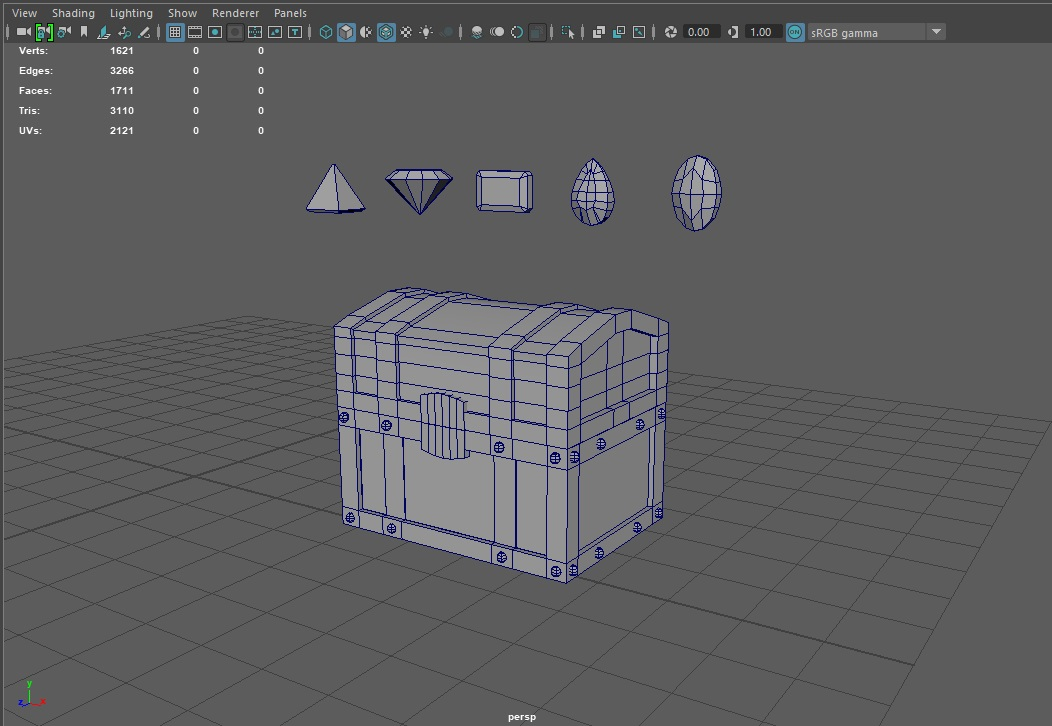 View Shading Lighting Show Renderer Panels
0.00 1.00 ON sRGB gamma
Verts: 1621 0 0
Edges: 3266 0 0
Faces: 1711 0 0
Tris: 3110 0 0
UVs: 2121 0 0
y
z x
persp